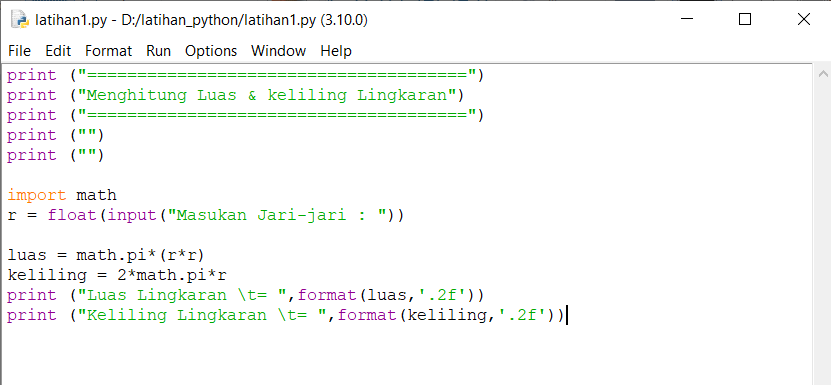 latihan1.py - D:/latihan_python/latihan1.py (3.10.0)
File Edit Format Run Options Window Help
print ("======================================")
print ("Menghitung Luas & keliling Lingkaran")
print ("======================================")
print ("")
print ("")
import math
r = float(input("Masukan Jari-jari : "))
luas = math.pi*(r*r)
keliling = 2*math.pi*r
print ("Luas Lingkaran \t= ",format(luas,'.2f'))
print ("Keliling Lingkaran \t= ",format(keliling,'.2f'))